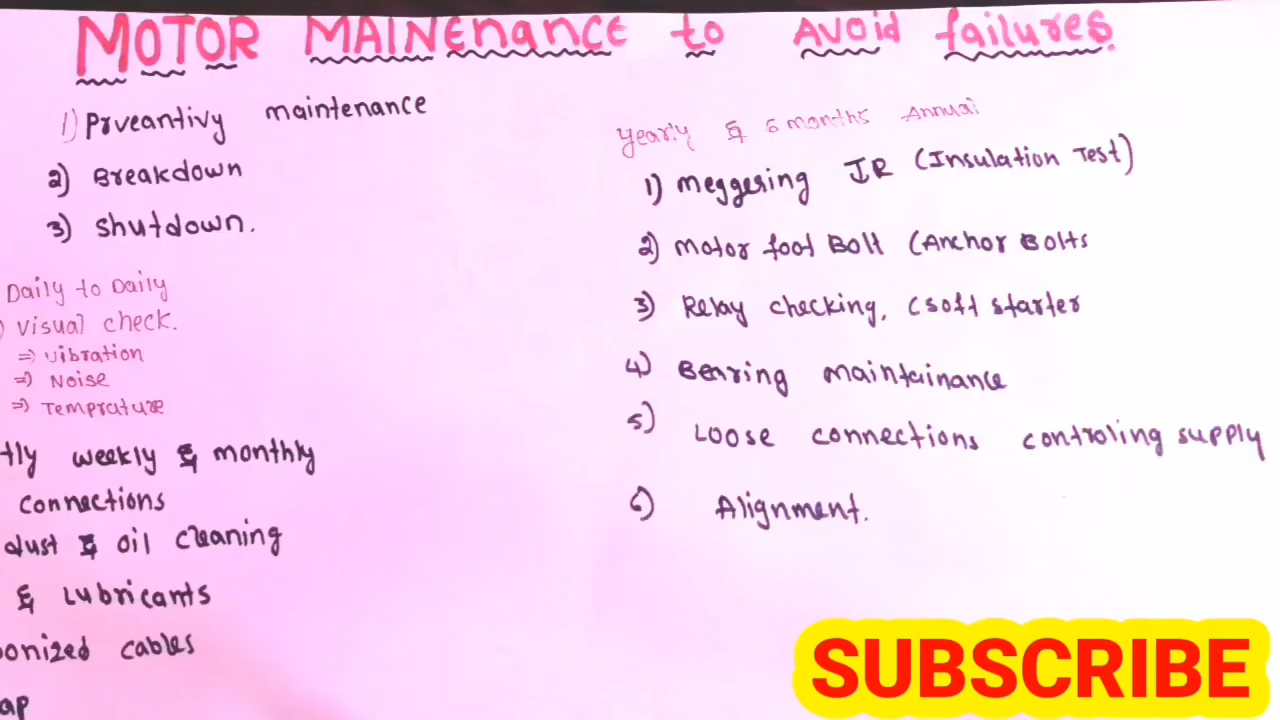 MOTOR MAINEnanCE to AVOid failures.
1) Prveantivy maintenance
2) Breakdown
3) Shutdown.
Daily to Daily
) Visual check.
⇒ Vibration
⇒ Noise
⇒ Temprature
tly weekly & monthly
connections
dust & oil cleaning
& Lubricants
onized cables
ap
Yearly & 6 months Annual
1) Meggering IR (Insulation Test)
2) Motor foot Bolt (Anchor Bolts
3) Relay checking, (Soft starter
4) Bearing Maintainance
5) Loose connections controling supply
6) Alignment.
SUBSCRIBE